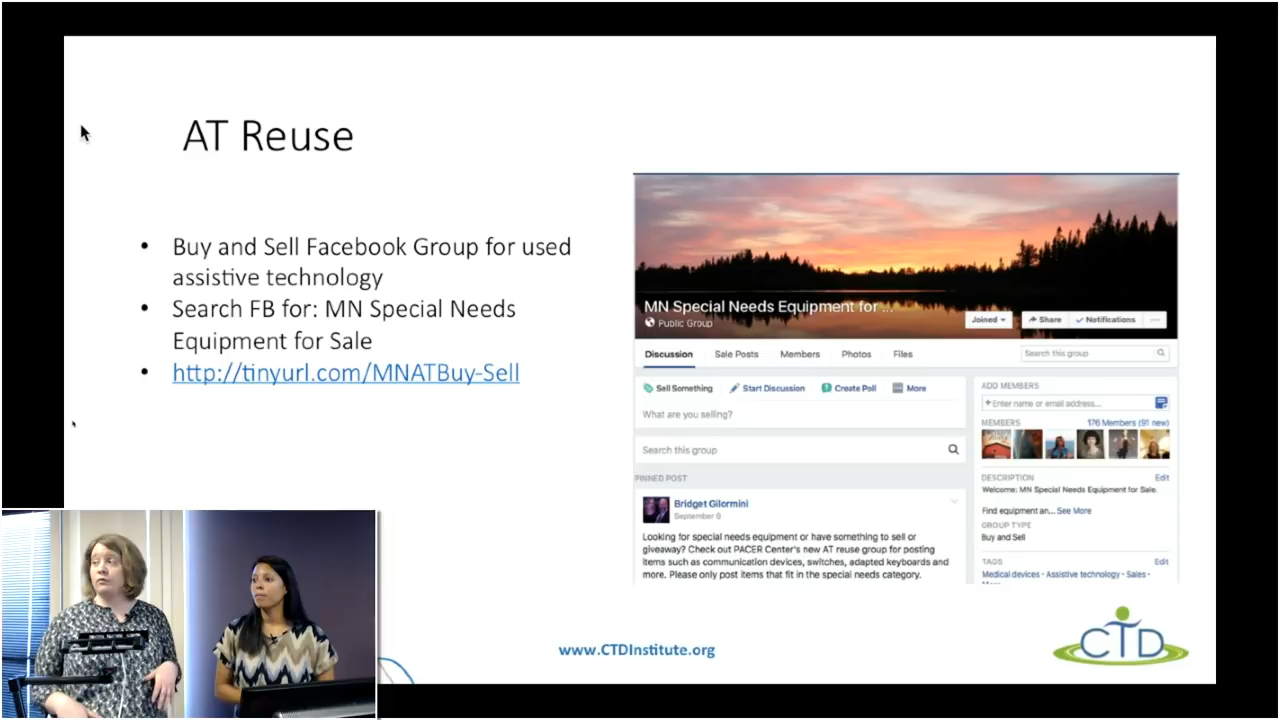 AT Reuse
• Buy and Sell Facebook Group for used
assistive technology
• Search FB for: MN Special Needs
Equipment for Sale
• http://tinyurl.com/MNATBuy-Sell
MN Special Needs Equipment for ...
Public Group
Joined
Share
Notifications
Discussion
Sale Posts
Members
Photos
Files
Search this group
Sell Something
Start Discussion
Create Poll
More
What are you selling?
Search this group
PINNED POST
Bridget Gilormini
September 6
Looking for special needs equipment or have something to sell or
giveaway? Check out PACER Center's new AT reuse group for posting
items such as communication devices, switches, adapted keyboards and
more. Please only post items that fit in the special needs category.
ADD MEMBERS
+ Enter name or email address...
MEMBERS
176 Members (91 new)
DESCRIPTION
Edit
Welcome: MN Special Needs Equipment for Sale.
Find equipment an... See More
GROUP TYPE
Buy and Sell
TAGS
Edit
Medical devices · Assistive technology · Sales ·
www.CTDInstitute.org
CTD